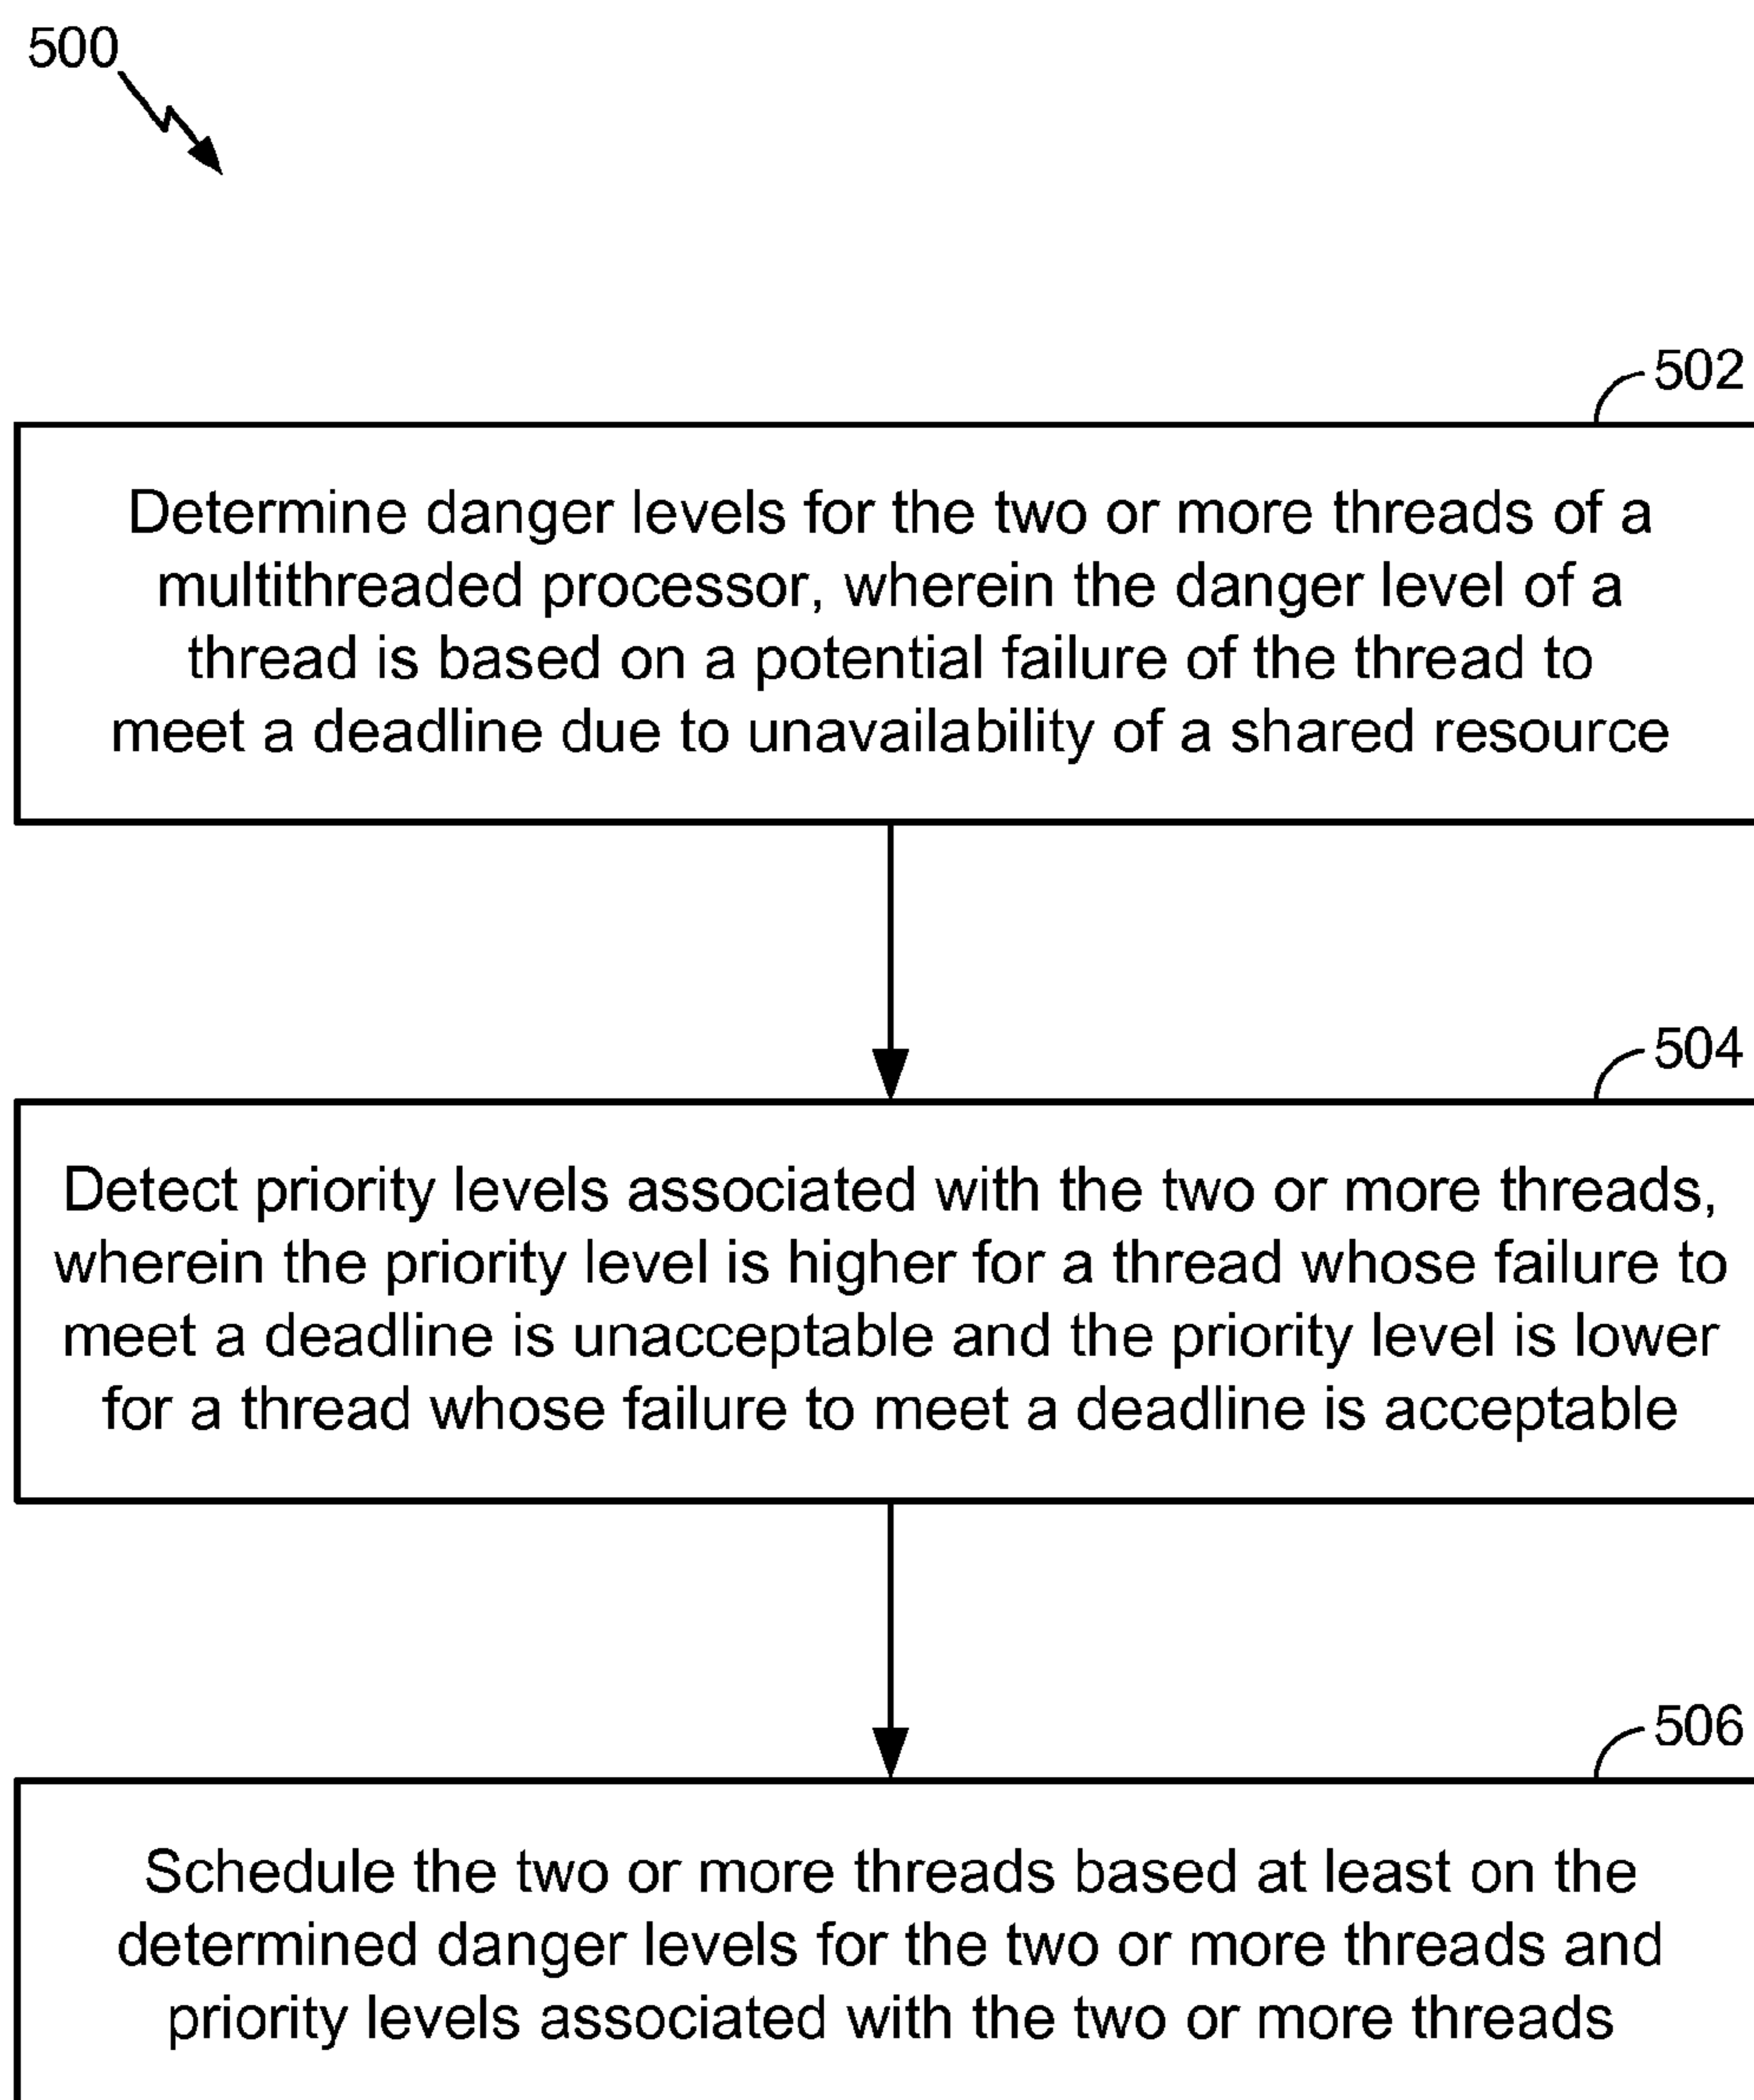 500
502
Determine danger levels for the two or more threads of a
multithreaded processor, wherein the danger level of a
thread is based on a potential failure of the thread to
meet a deadline due to unavailability of a shared resource
504
Detect priority levels associated with the two or more threads,
wherein the priority level is higher for a thread whose failure to
meet a deadline is unacceptable and the priority level is lower
for a thread whose failure to meet a deadline is acceptable
506
Schedule the two or more threads based at least on the
determined danger levels for the two or more threads and
priority levels associated with the two or more threads